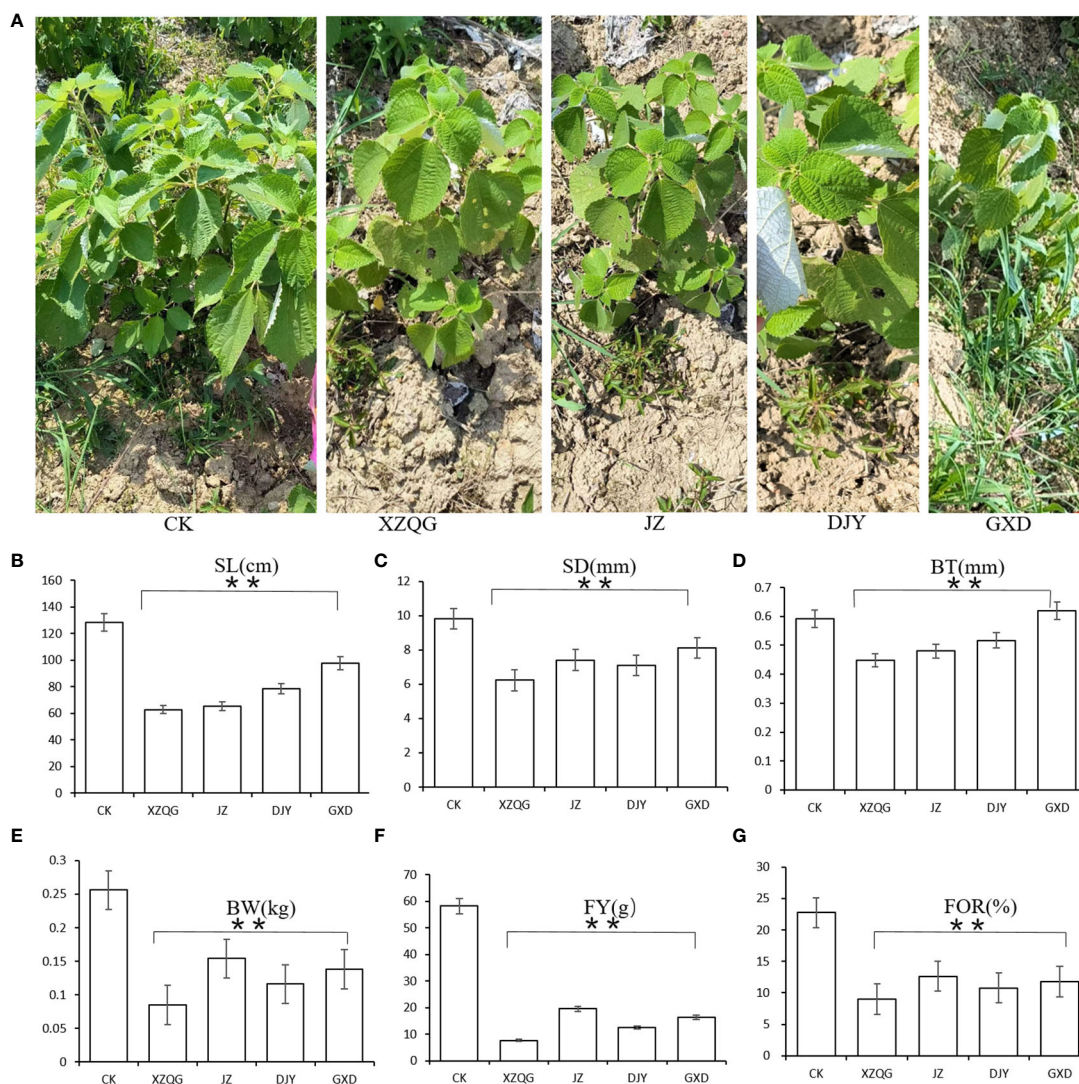 A
CK XZQG JZ DJY GXD
B
SL(cm)
**
160
140
120
100
80
60
40
20
0
CK XZQG JZ DJY GXD
C
SD(mm)
**
12
10
8
6
4
2
0
CK XZQG JZ DJY GXD
D
BT(mm)
**
0.7
0.6
0.5
0.4
0.3
0.2
0.1
0
CK XZQG JZ DJY GXD
E
BW(kg)
**
0.3
0.25
0.2
0.15
0.1
0.05
0
CK XZQG JZ DJY GXD
F
FY(g)
**
70
60
50
40
30
20
10
0
CK XZQG JZ DJY GXD
G
FOR(%)
**
30
25
20
15
10
5
0
CK XZQG JZ DJY GXD